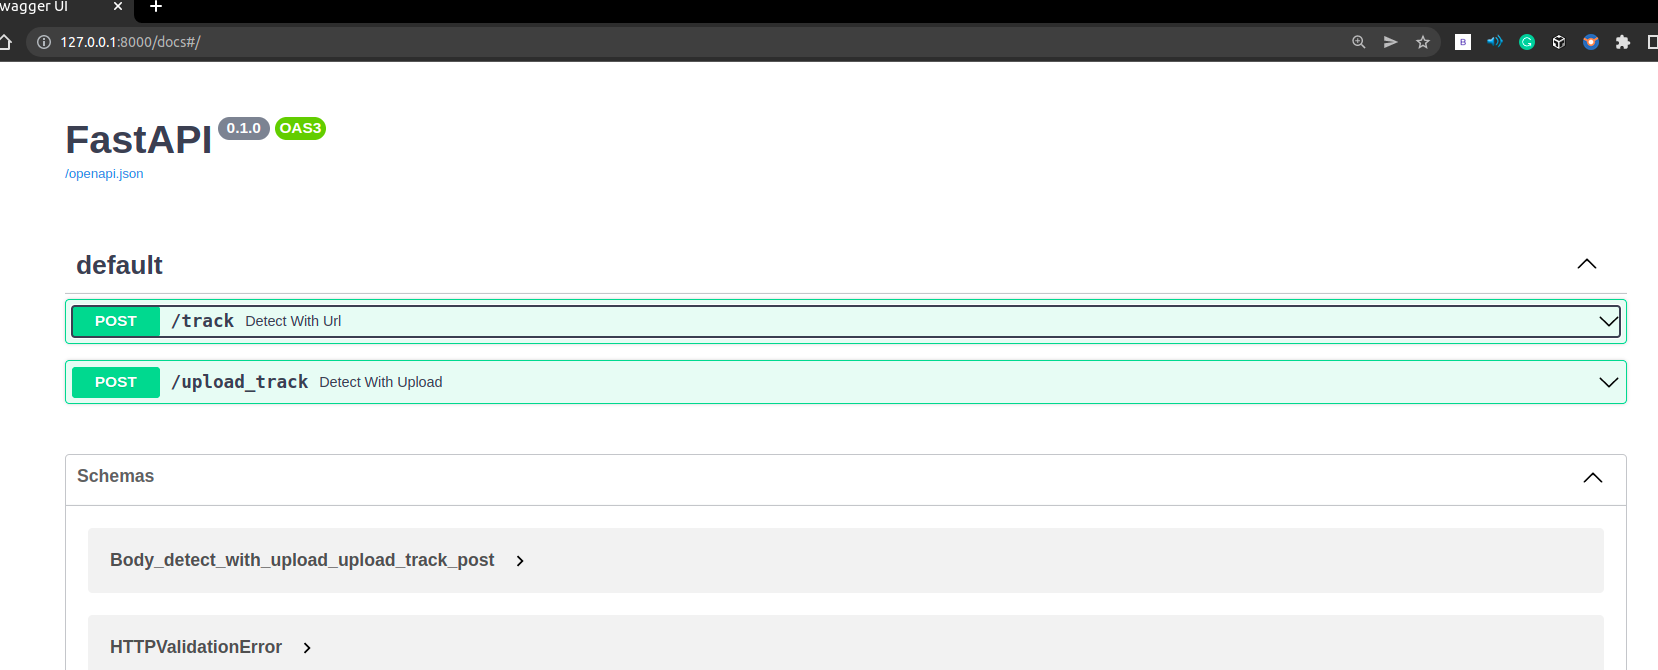 wagger UI
127.0.0.1:8000/docs#/
FastAPI 0.1.0 OAS3
/openapi.json
default
POST /track Detect With Url
POST /upload_track Detect With Upload
Schemas
Body_detect_with_upload_upload_track_post
HTTPValidationError